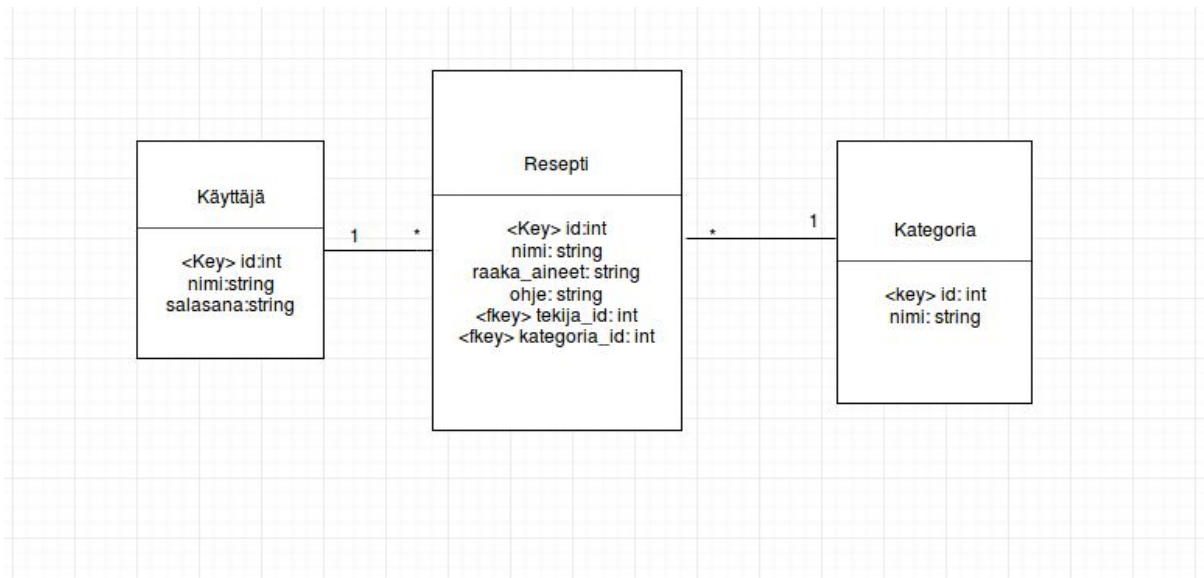 Käyttäjä
<Key> id:int
nimi:string
salasana:string
1
*
Resepti
<Key> id:int
nimi: string
raaka_aineet: string
ohje: string
<fkey> tekija_id: int
<fkey> kategoria_id: int
*
1
Kategoria
<key> id: int
nimi: string